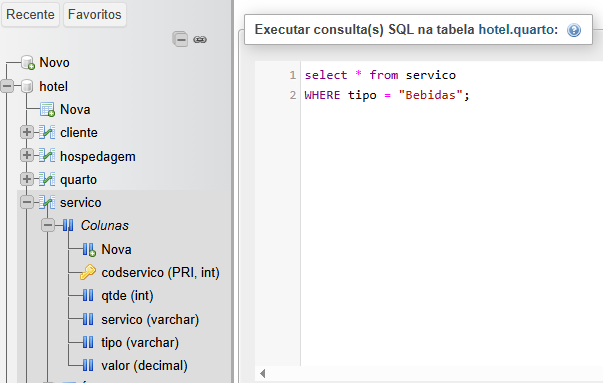 Recente
Favoritos
Novo
hotel
Nova
cliente
hospedagem
quarto
servico
Colunas
Nova
codservico (PRI, int)
qtde (int)
servico (varchar)
tipo (varchar)
valor (decimal)
Executar consulta(s) SQL na tabela hotel.quarto:
1 select * from servico
2 WHERE tipo = "Bebidas";